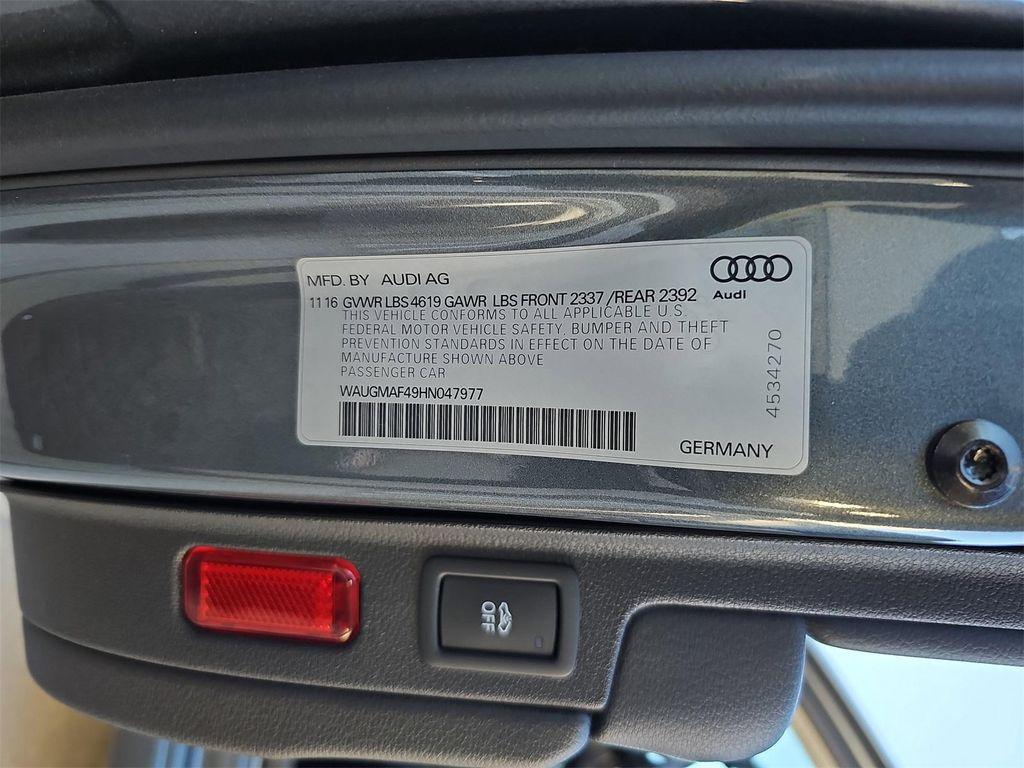 MFD. BY AUDI AG
Audi
11 16 GVWR LBS 4619 GAWR LBS FRONT 2337 /REAR 2392
THIS VEHICLE CONFORMS TO ALL APPLICABLE U.S.
FEDERAL MOTOR VEHICLE SAFETY, BUMPER AND THEFT
PREVENTION STANDARDS IN EFFECT ON THE DATE OF
MANUFACTURE SHOWN ABOVE
PASSENGER CAR
WAUGMAF49HN047977
4534270
GERMANY
OFF